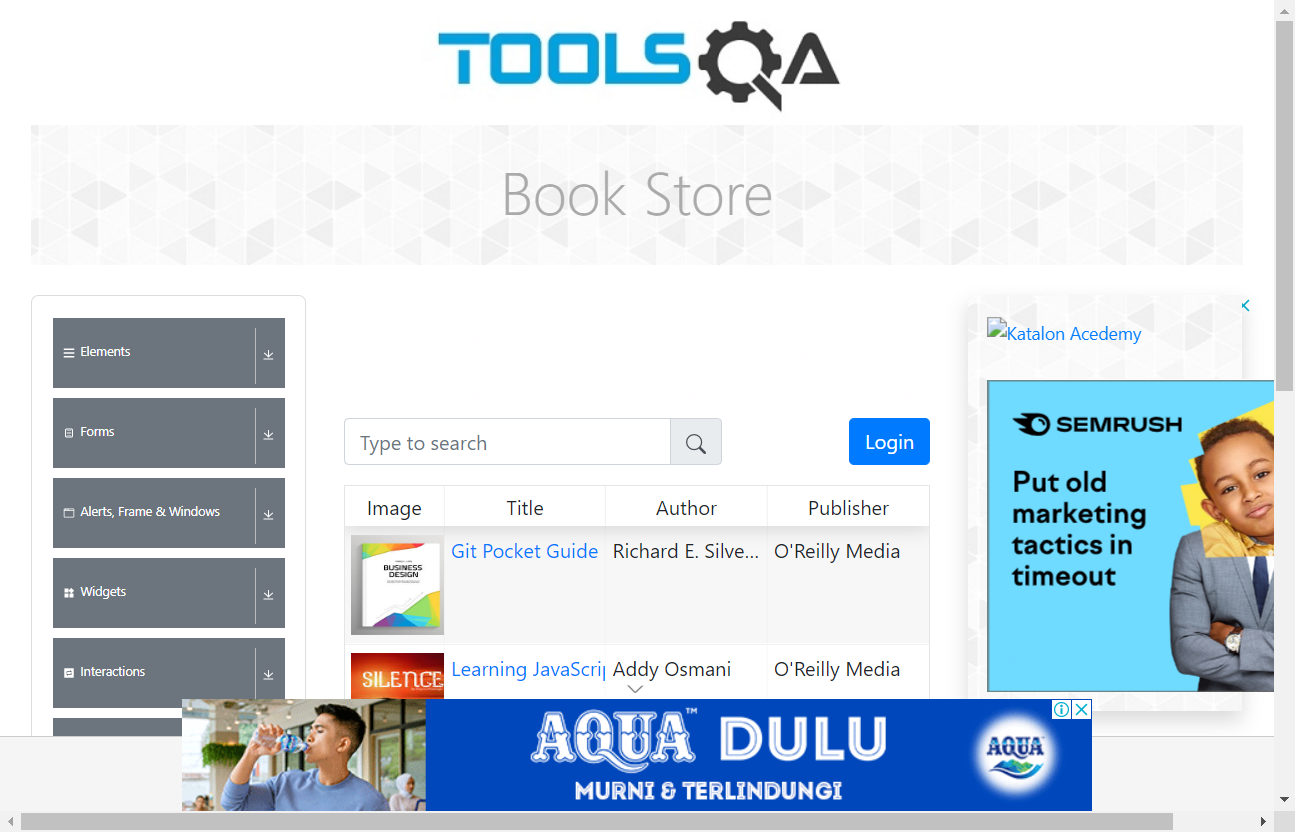 TOOLSQA
Book Store
Elements
Forms
Alerts, Frame & Windows
Widgets
Interactions
Type to search
Login
Image Title Author Publisher
BUSINESS
DESIGN
Git Pocket Guide Richard E. Silve... O'Reilly Media
SILENCE
Learning JavaScrip Addy Osmani O'Reilly Media
Katalon Acedemy
SEMRUSH
Put old
marketing
tactics in
timeout
AQUA™ DULU
MURNI & TERLINDUNGI
AQUA